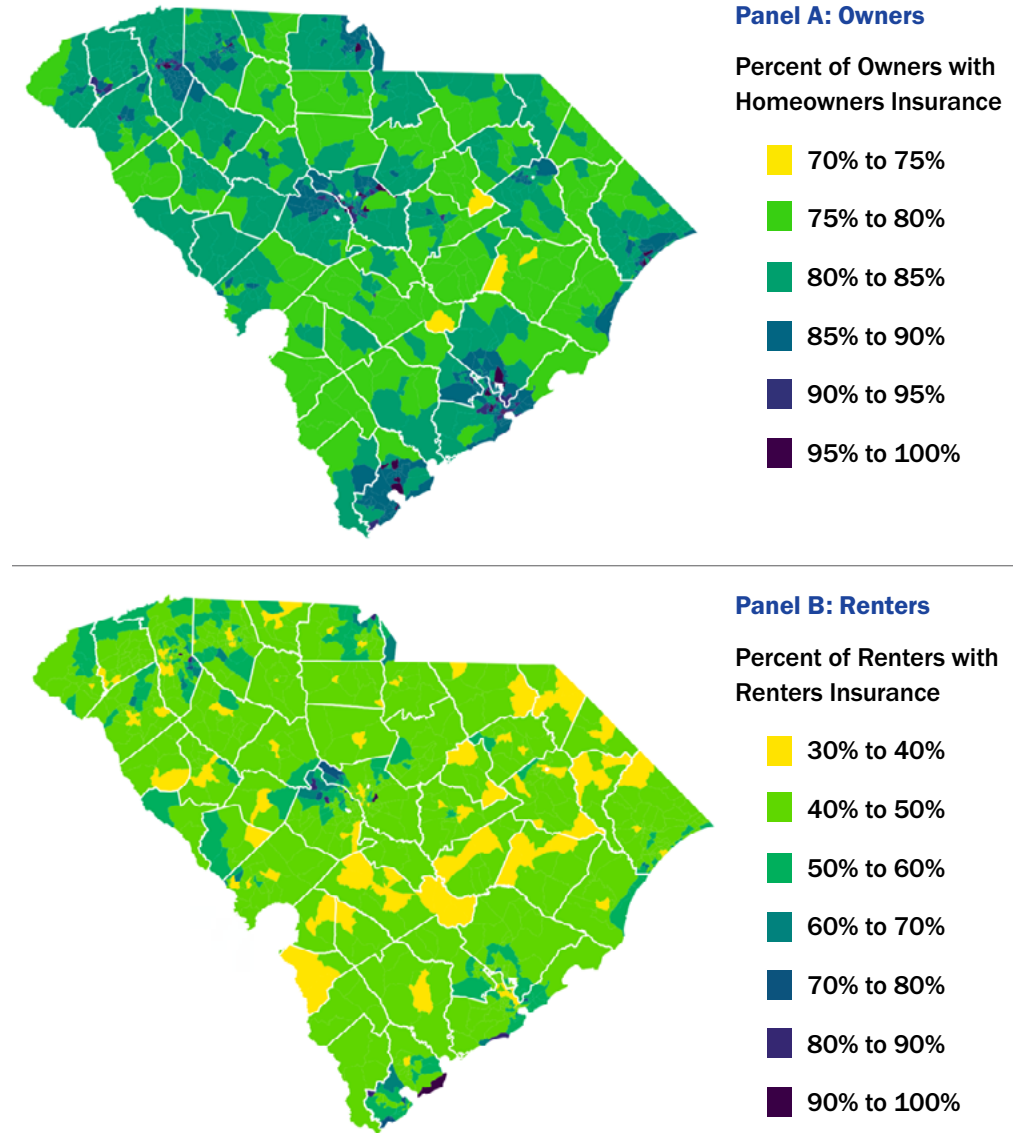 Panel A: Owners
Percent of Owners with
Homeowners Insurance
70% to 75%
75% to 80%
80% to 85%
85% to 90%
90% to 95%
95% to 100%
Panel B: Renters
Percent of Renters with
Renters Insurance
30% to 40%
40% to 50%
50% to 60%
60% to 70%
70% to 80%
80% to 90%
90% to 100%